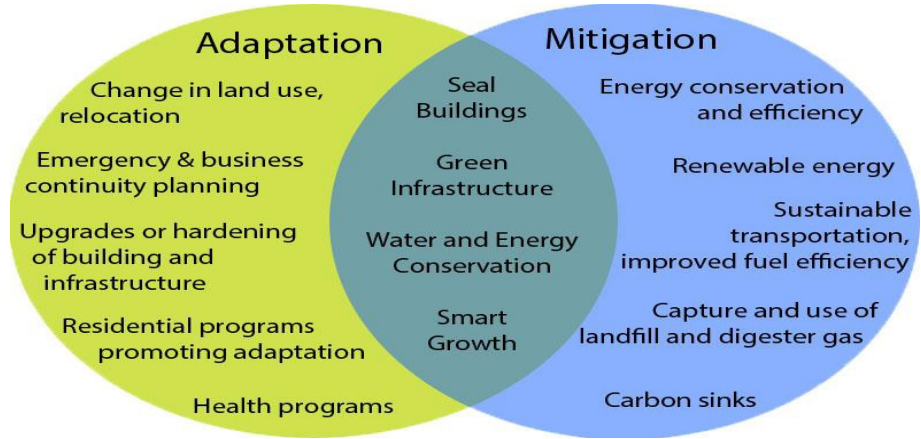 Adaptation
Change in land use,
relocation
Emergency & business
continuity planning
Upgrades or hardening
of building and
infrastructure
Residential programs
promoting adaptation
Health programs
Seal
Buildings
Green
Infrastructure
Water and Energy
Conservation
Smart
Growth
Mitigation
Energy conservation
and efficiency
Renewable energy
Sustainable
transportation,
improved fuel efficiency
Capture and use of
landfill and digester gas
Carbon sinks